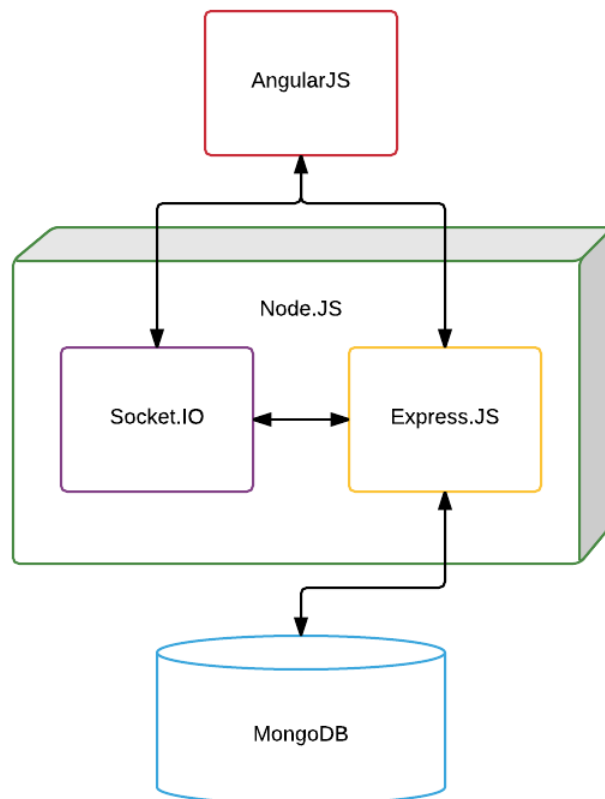 AngularJS
Node.JS
Socket.IO
Express.JS
MongoDB